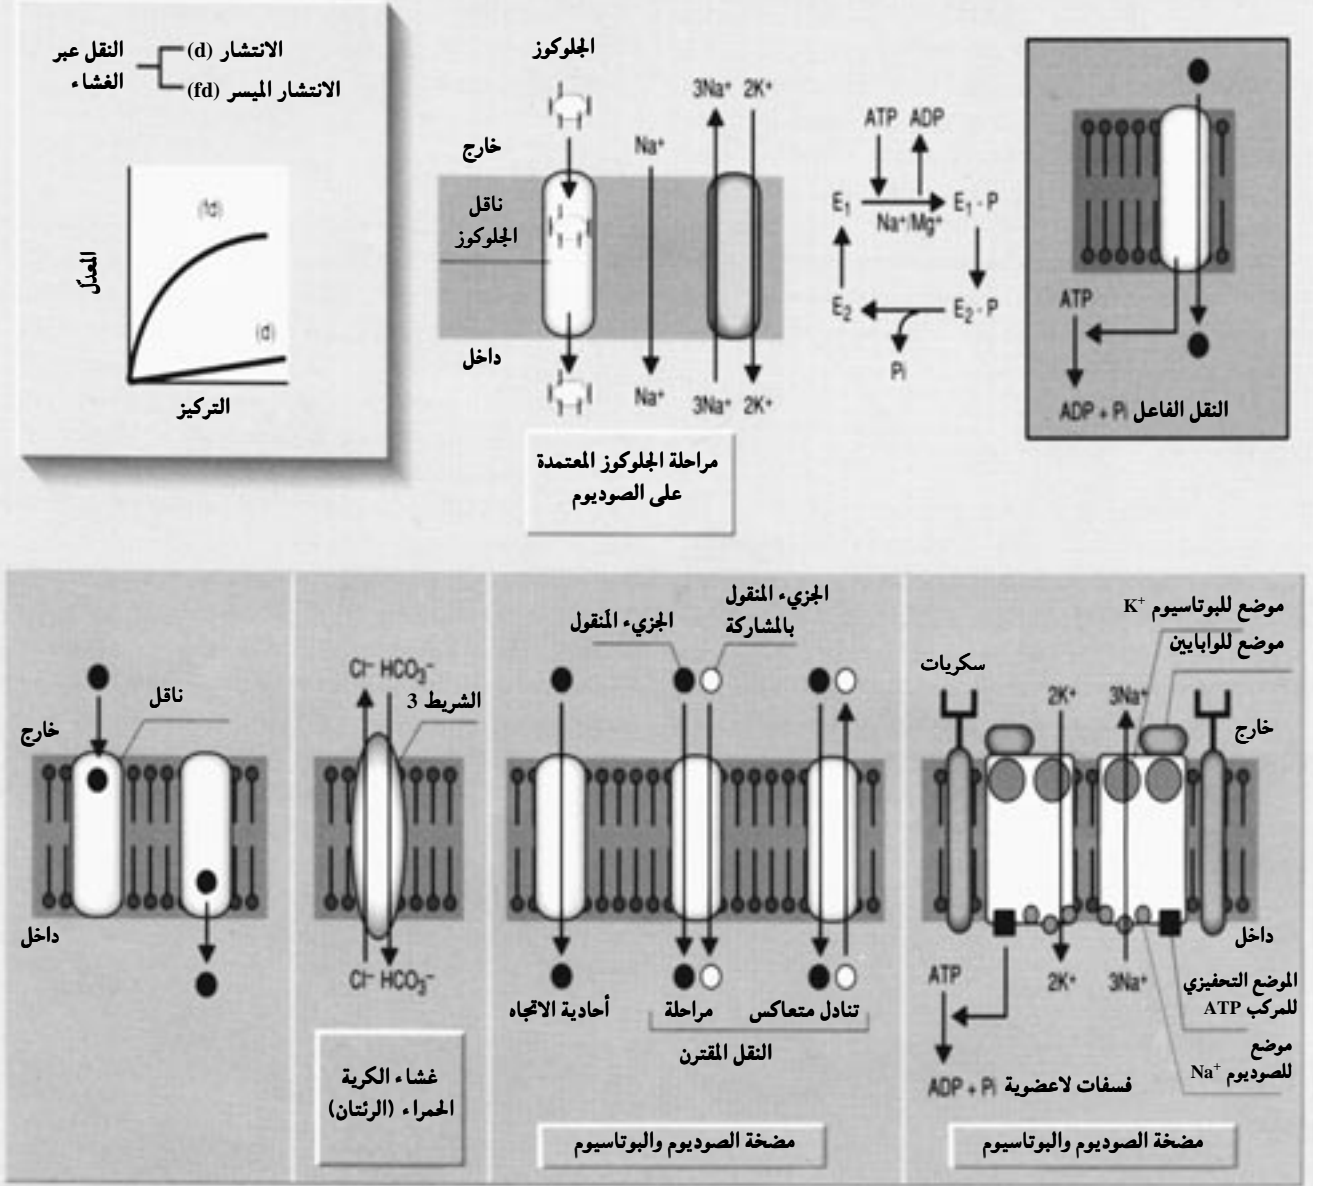 النقل عبر
الغشاء
الانتشار (d)
الانتشار الميسر (fd)
المعدّل
(fd)
(d)
التركيز
الجلوكوز
خارج
ناقل
الجلوكوز
داخل
Na⁺
Na⁺
3Na⁺ 2K⁺
3Na⁺ 2K⁺
مراحلة الجلوكوز المعتمدة
على الصوديوم
ATP ADP
E₁
E₁ - P
Na⁺/Mg⁺
E₂
E₂ - P
Pi
ATP
ADP + Pi النقل الفاعل
ناقل
خارج
داخل
Cl⁻ HCO₃⁻
الشريط 3
Cl⁻ HCO₃⁻
غشاء الكرية
الحمراء (الرئتان)
الجزيء المنقول
الجزيء المنقول
بالمشاركة
أحادية الاتجاه
مراحلة
تنادل متعاكس
النقل المقترن
مضخة الصوديوم والبوتاسيوم
موضع للبوتاسيوم K⁺
موضع للوابايين
سكريات
2K⁺
3Na⁺
خارج
داخل
ATP
2K⁺
3Na⁺
الموضع التحفيزي
للمركب ATP
موضع
للصوديوم Na⁺
ADP + Pi فسفات لاعضوية
مضخة الصوديوم والبوتاسيوم